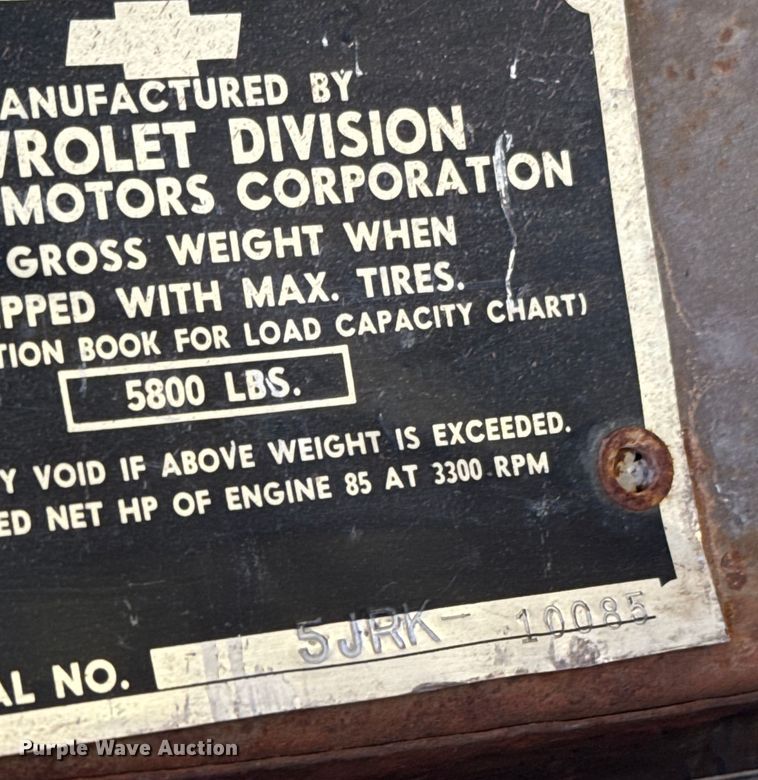 ANUFACTURED BY
VROLET DIVISION
MOTORS CORPORATION
GROSS WEIGHT WHEN
PPED WITH MAX. TIRES.
TION BOOK FOR LOAD CAPACITY CHART)
5800 LBS.
Y VOID IF ABOVE WEIGHT IS EXCEEDED.
ED NET HP OF ENGINE 85 AT 3300 RPM
AL NO. 5JRK- 10085
Purple Wave Auction